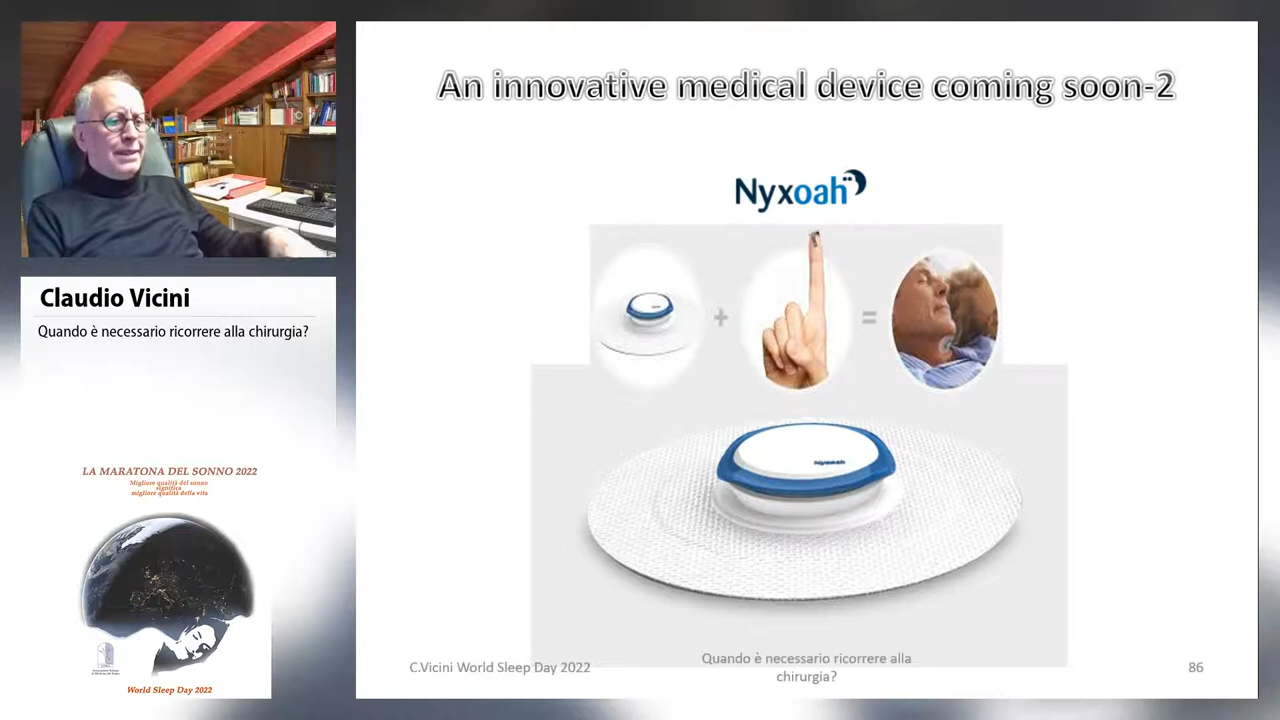 Claudio Vicini
Quando è necessario ricorrere alla chirurgia?
LA MARATONA DEL SONNO 2022
Migliore qualità del sonno
significa
migliore qualità della vita
World Sleep Day 2022
An innovative medical device coming soon-2
Nyxoah
+
=
Nyxoah
C.Vicini World Sleep Day 2022
Quando è necessario ricorrere alla
chirurgia?
86